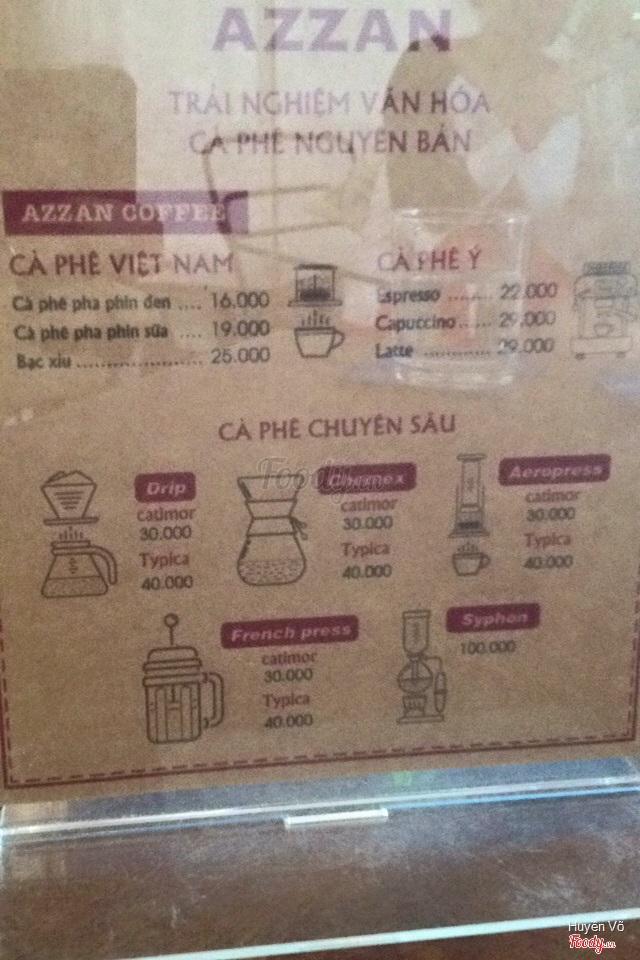 AZZAN
TRẢI NGHIỆM VĂN HÓA
CÀ PHÊ NGUYÊN BẢN
AZZAN COFFEE
CÀ PHÊ VIỆT NAM
Cà phê pha phin đen .... 16.000
Cà phê pha phin sữa .... 19.000
Bạc xỉu ...................... 25.000
CÀ PHÊ Ý
Espresso ....... 22.000
Capuccino ..... 29.000
Latte ............ 29.000
CÀ PHÊ CHUYÊN SÂU
Drip
catimor
30.000
Typica
40.000
Chemex
catimor
30.000
Typica
40.000
Aeropress
catimor
30.000
Typica
40.000
French press
catimor
30.000
Typica
40.000
Syphon
100.000
Foody.vn
Huyền Võ
Foody.vn